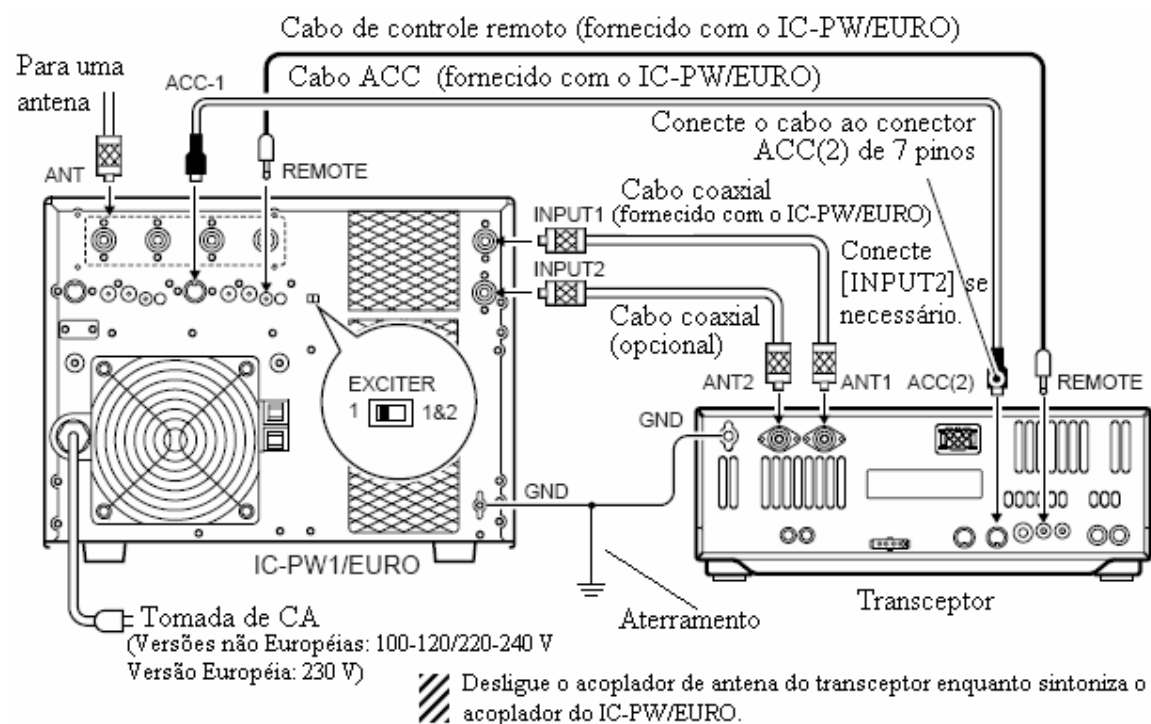 Cabo de controle remoto (fornecido com o IC-PW/EURO)
Para uma
antena
ACC-1
Cabo ACC (fornecido com o IC-PW/EURO)
Conecte o cabo ao conector
ACC(2) de 7 pinos
ANT
REMOTE
INPUT1
Cabo coaxial
(fornecido com o IC-PW/EURO)
INPUT2
Conecte
[INPUT2] se
necessário.
Cabo coaxial
(opcional)
EXCITER
1
1&2
ANT2
ANT1
ACC(2)
REMOTE
GND
GND
IC-PW1/EURO
Transceptor
Aterramento
Tomada de CA
(Versões não Européias: 100-120/220-240 V
Versão Européia: 230 V)
Desligue o acoplador de antena do transceptor enquanto sintoniza o
acoplador do IC-PW/EURO.